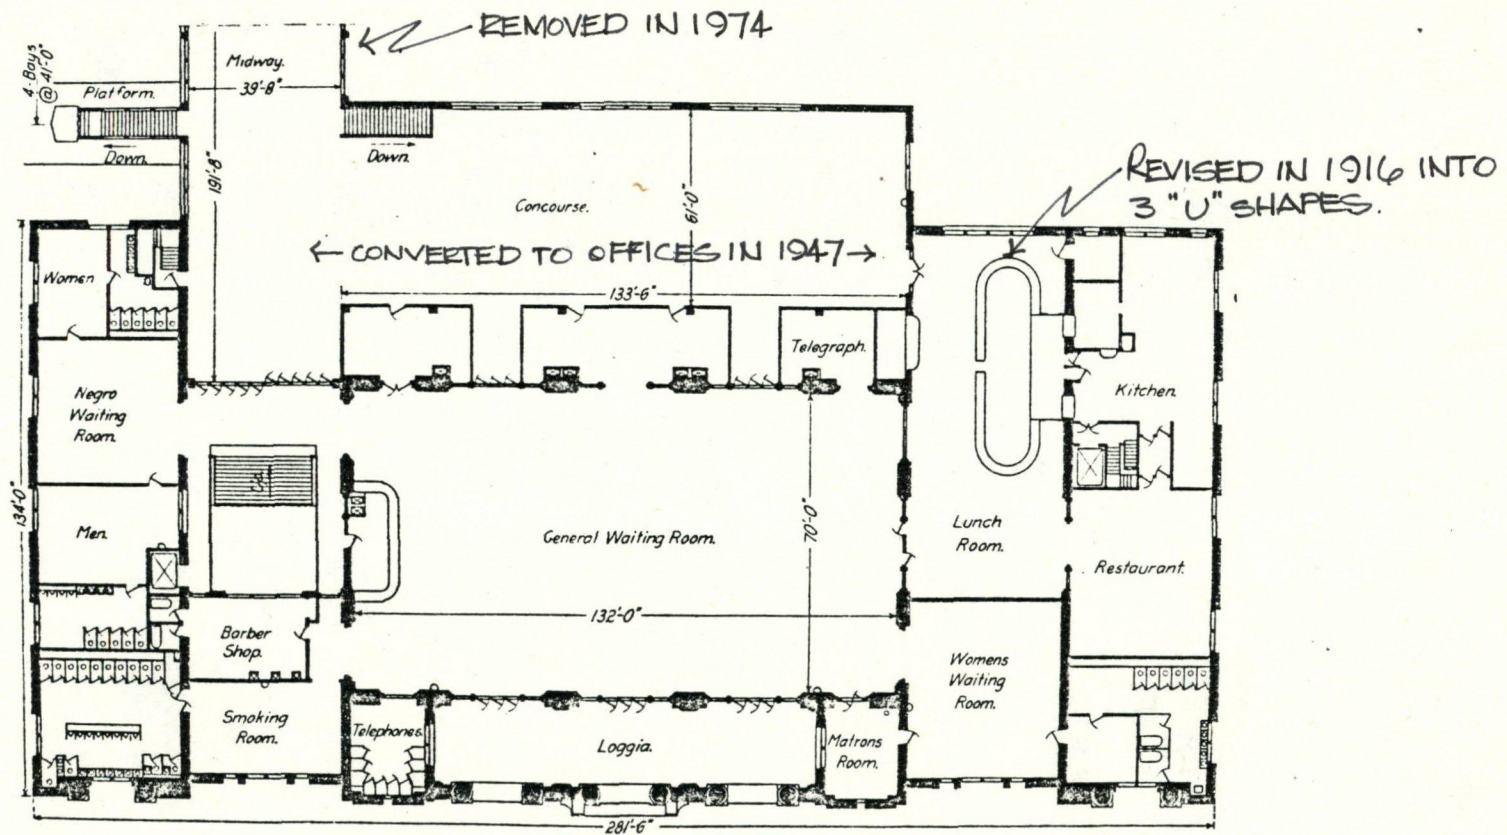 REMOVED IN 1974
Midway.
39'-8"
4-Bays
@ 41'-0"
Platform.
Down.
Down.
191'-8"
61'-0"
Concourse.
REVISED IN 1916 INTO
3 "U" SHAPES.
← CONVERTED TO OFFICES IN 1947 →
133'-6"
Women
Telegraph.
Negro
Waiting
Room.
Kitchen.
134'-0"
Up.
Men.
General Waiting Room.
70'-0"
Lunch
Room.
Restaurant.
132'-0"
Barber
Shop.
Womens
Waiting
Room.
Smoking
Room.
Telephones.
Loggia.
Matrons
Room.
281'-6"